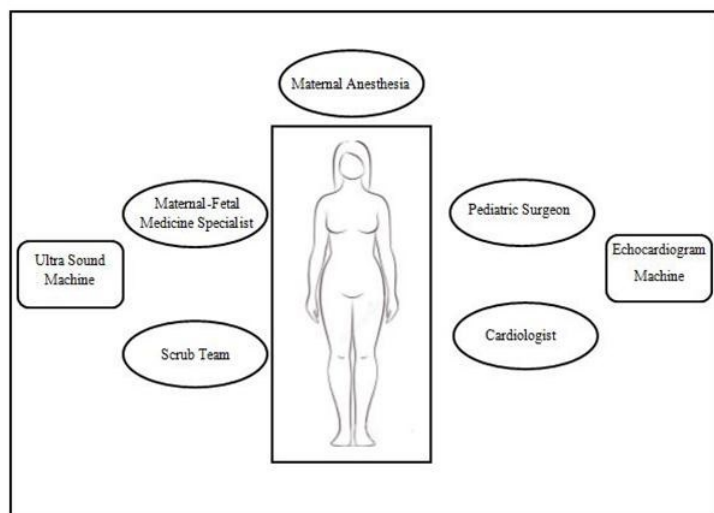 Maternal Anesthesia
Maternal-Fetal
Medicine Specialist
Pediatric Surgeon
Ultra Sound
Machine
Echocardiogram
Machine
Scrub Team
Cardiologist